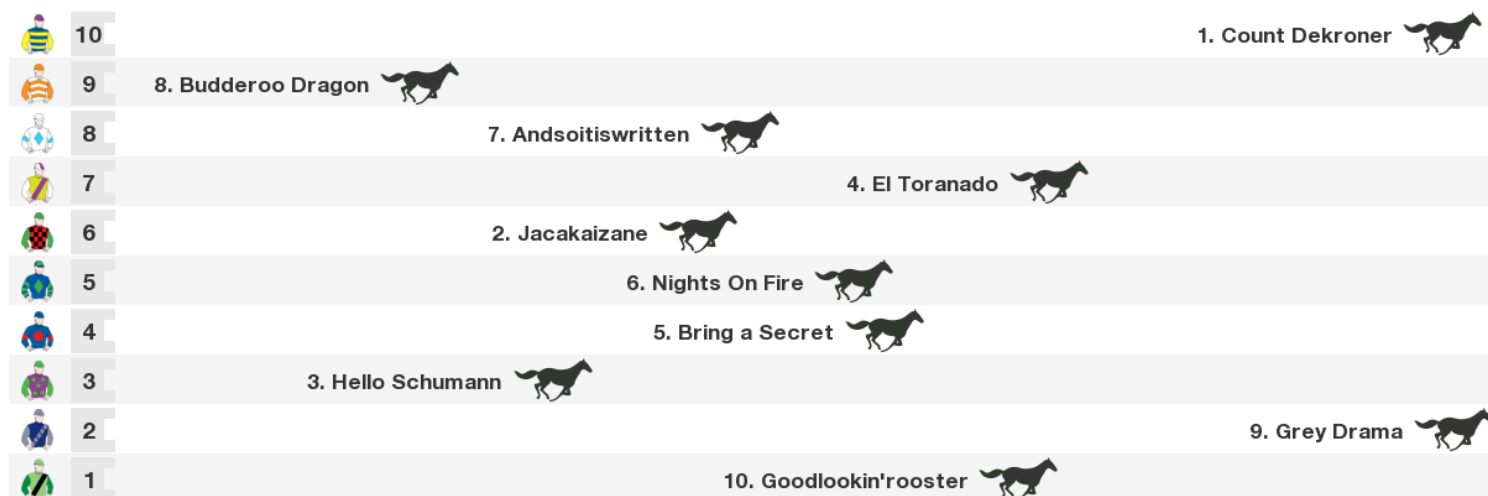 10 1. Count Dekroner
9 8. Budderoo Dragon
8 7. Andsoitiswritten
7 4. El Toranado
6 2. Jacakaizane
5 6. Nights On Fire
4 5. Bring a Secret
3 3. Hello Schumann
2 9. Grey Drama
1 10. Goodlookin'rooster